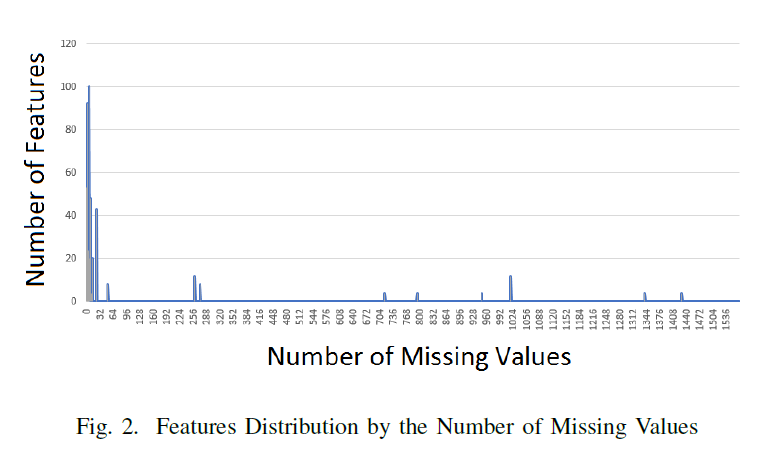 120
100
80
60
40
20
0
Number of Features
0 32 64 96 128 160 192 224 256 288 320 352 384 416 448 480 512 544 576 608 640 672 704 736 768 800 832 864 896 928 960 992 1024 1056 1088 1120 1152 1184 1216 1248 1280 1312 1344 1376 1408 1440 1472 1504 1536
Number of Missing Values
Fig. 2. Features Distribution by the Number of Missing Values